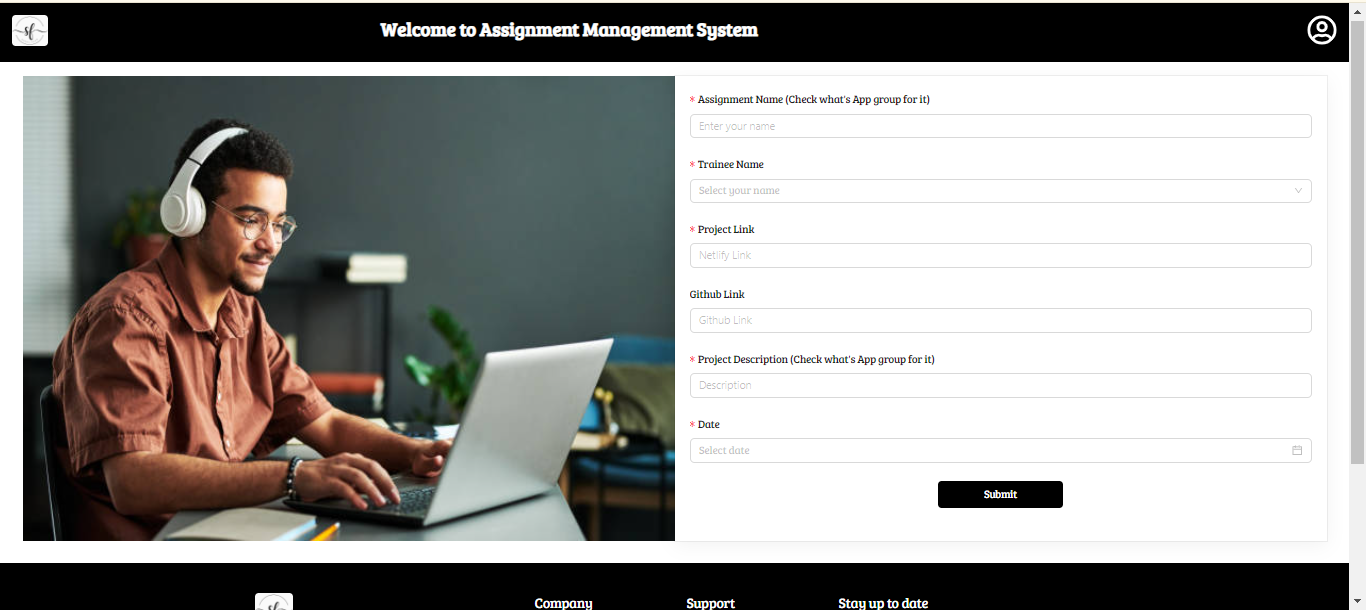 sf
Welcome to Assignment Management System
* Assignment Name (Check what's App group for it)
Enter your name
* Trainee Name
Select your name
* Project Link
Netlify Link
Github Link
Github Link
* Project Description (Check what's App group for it)
Description
* Date
Select date
Submit
sf
Company
Support
Stay up to date